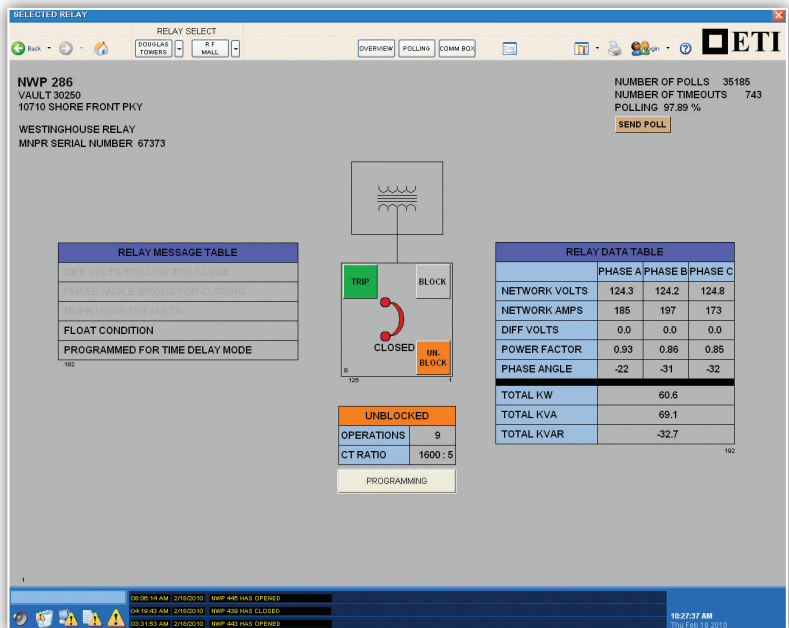 SELECTED RELAY
RELAY SELECT
Back
DOUGLAS TOWERS
R F MALL
OVERVIEW
POLLING
COMM BOX
Login
ETI
NWP 286
VAULT 30250
10710 SHORE FRONT PKY
WESTINGHOUSE RELAY
MNPR SERIAL NUMBER 67373
NUMBER OF POLLS 35185
NUMBER OF TIMEOUTS 743
POLLING 97.89 %
SEND POLL
RELAY MESSAGE TABLE
DIFF VOLTS TOO LOW TOO CLOSE
PHASE ANGLE WRONG FOR CLOSING
MNPR USING DEFAULTS
FLOAT CONDITION
PROGRAMMED FOR TIME DELAY MODE
192
TRIP
BLOCK
CLOSED
UN-BLOCK
B
126 1
UNBLOCKED
OPERATIONS 9
CT RATIO 1600 : 5
PROGRAMMING
RELAY DATA TABLE
PHASE A PHASE B PHASE C
NETWORK VOLTS 124.3 124.2 124.8
NETWORK AMPS 185 197 173
DIFF VOLTS 0.0 0.0 0.0
POWER FACTOR 0.93 0.86 0.85
PHASE ANGLE -22 -31 -32
TOTAL KW 60.6
TOTAL KVA 69.1
TOTAL KVAR -32.7
192
1
08:06:14 AM 2/18/2010 NWP 445 HAS OPENED
04:19:43 AM 2/18/2010 NWP 439 HAS CLOSED
03:31:53 AM 2/18/2010 NWP 443 HAS OPENED
10:27:37 AM
Thu Feb 18 2010